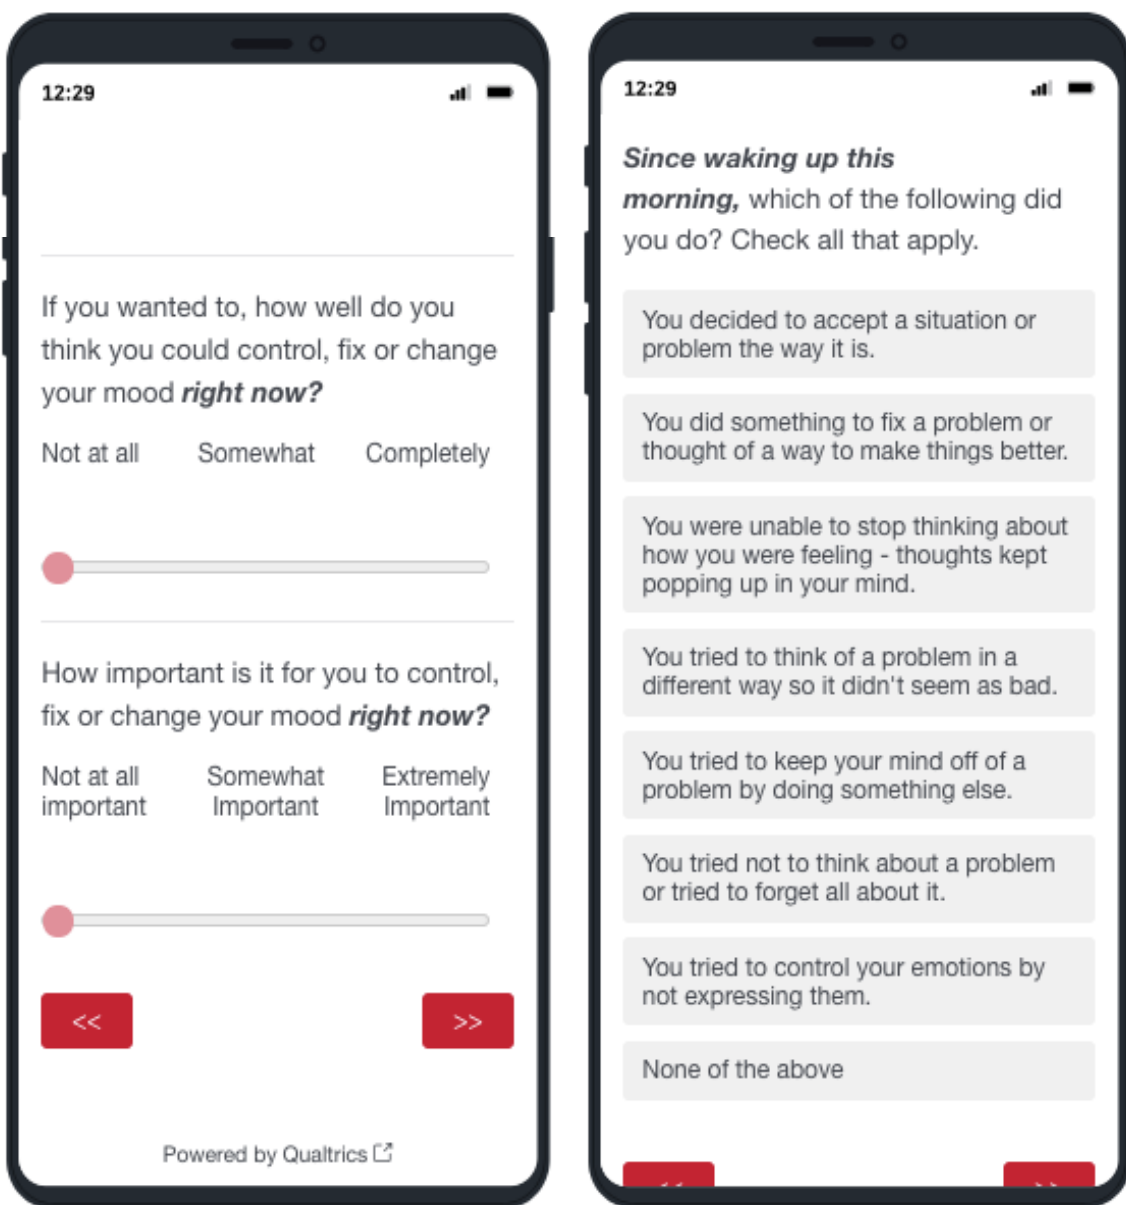 12:29
If you wanted to, how well do you
think you could control, fix or change
your mood right now?
Not at all Somewhat Completely
How important is it for you to control,
fix or change your mood right now?
Not at all important Somewhat Important Extremely Important
<< >>
Powered by Qualtrics
12:29
Since waking up this
morning, which of the following did
you do? Check all that apply.
You decided to accept a situation or
problem the way it is.
You did something to fix a problem or
thought of a way to make things better.
You were unable to stop thinking about
how you were feeling - thoughts kept
popping up in your mind.
You tried to think of a problem in a
different way so it didn't seem as bad.
You tried to keep your mind off of a
problem by doing something else.
You tried not to think about a problem
or tried to forget all about it.
You tried to control your emotions by
not expressing them.
None of the above
<< >>